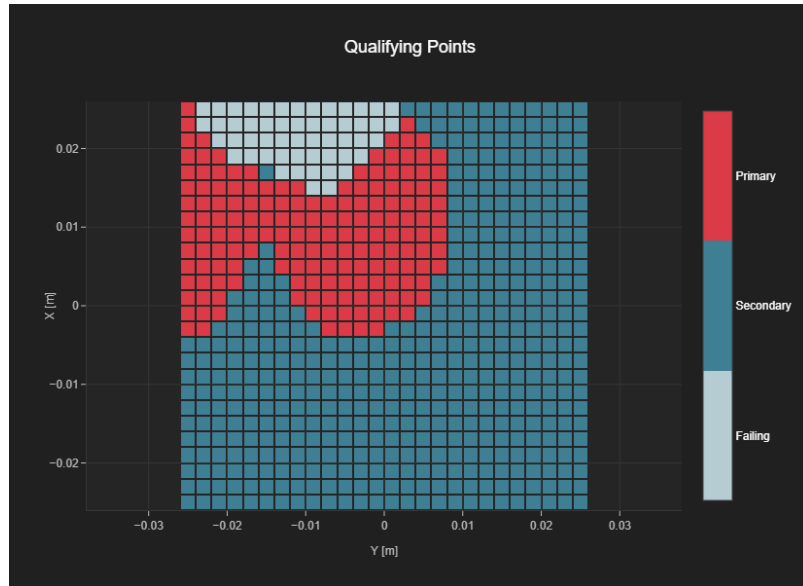 Qualifying Points
0.02
0.01
0
−0.01
−0.02
X [m]
−0.03
−0.02
−0.01
0
0.01
0.02
0.03
Y [m]
Primary
Secondary
Failing